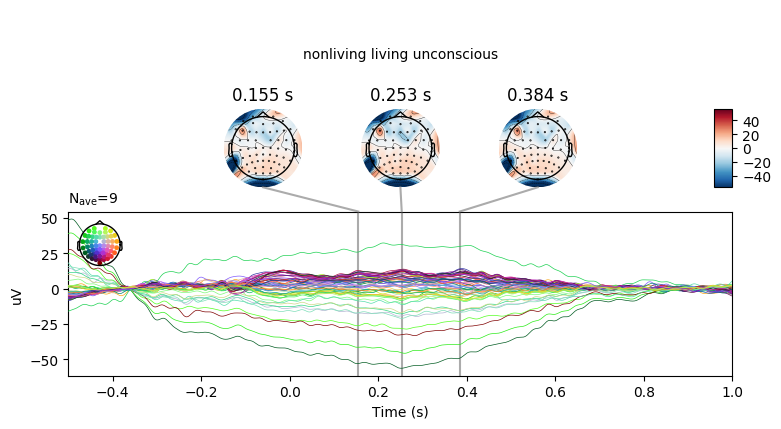 nonliving living unconscious
0.155 s 0.253 s 0.384 s
40
20
0
−20
−40
Nave=9
50
25
0
−25
−50
uV
−0.4 −0.2 0.0 0.2 0.4 0.6 0.8 1.0
Time (s)